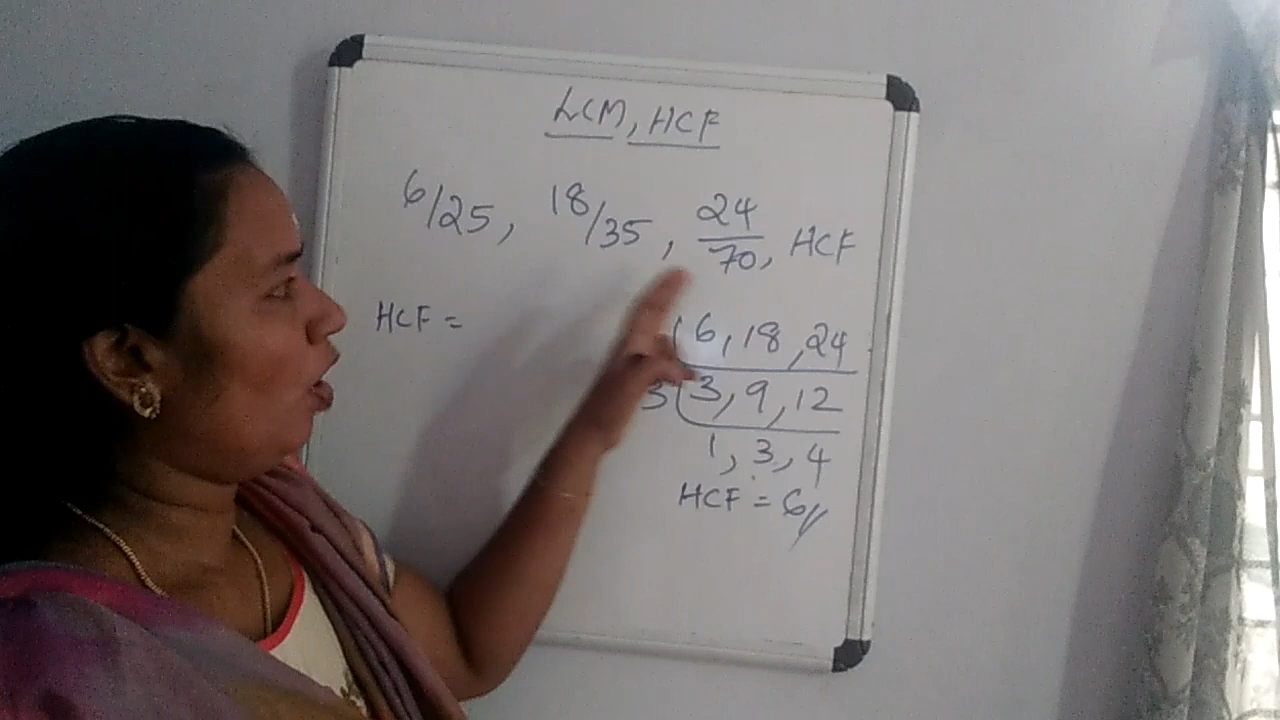 LCM, HCF
6/25, 18/35, 24/70, HCF
HCF =
6, 18, 24
3 3, 9, 12
1, 3, 4
HCF = 6//